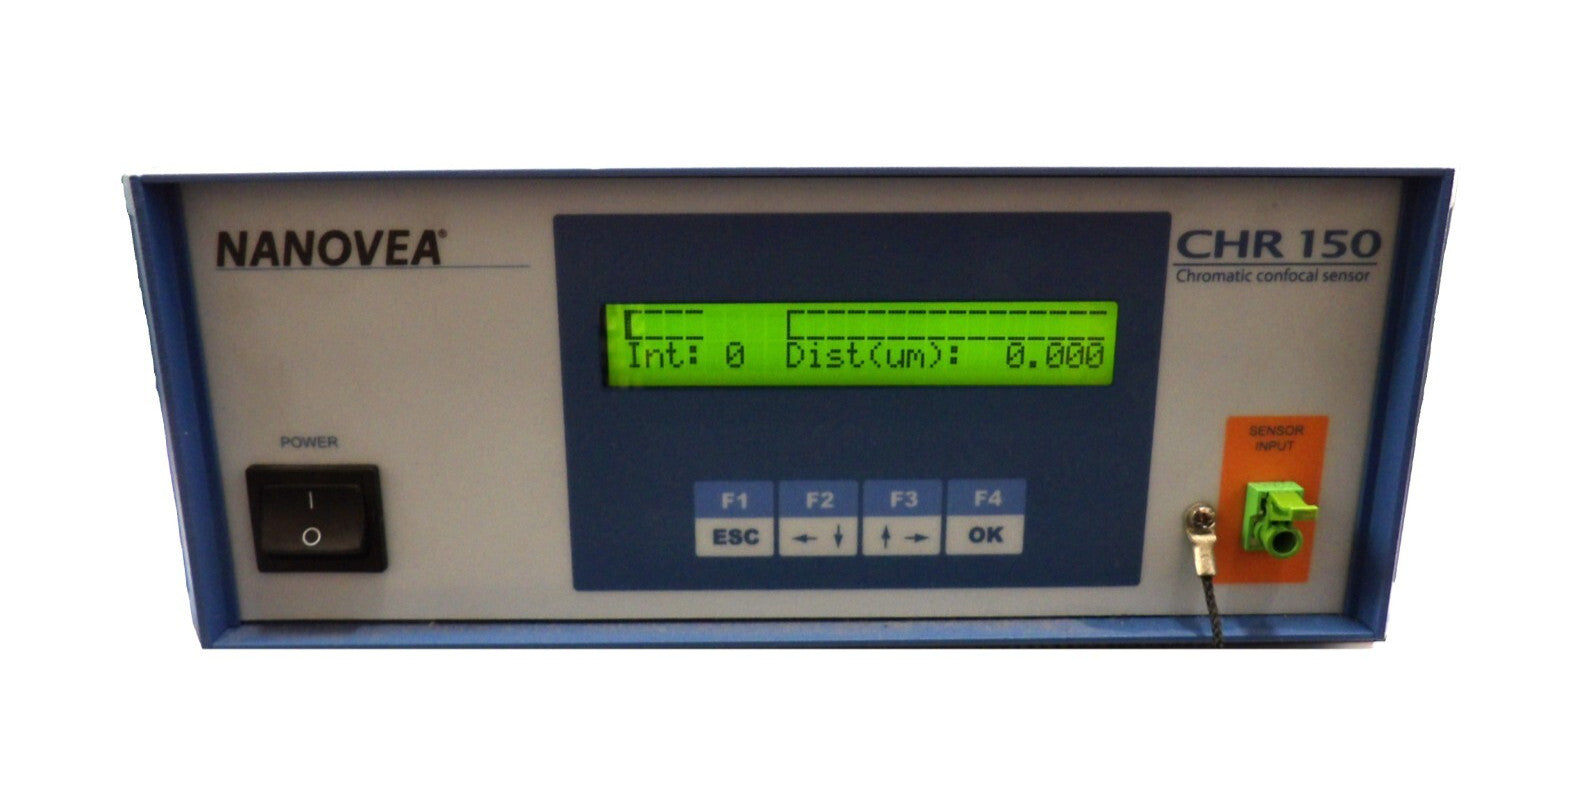 NANOVEA®
CHR 150
Chromatic confocal sensor
Int: 0 Dist(um): 0.000
POWER
I
O
F1 F2 F3 F4
ESC ← ↓ ↑ → OK
SENSOR
INPUT